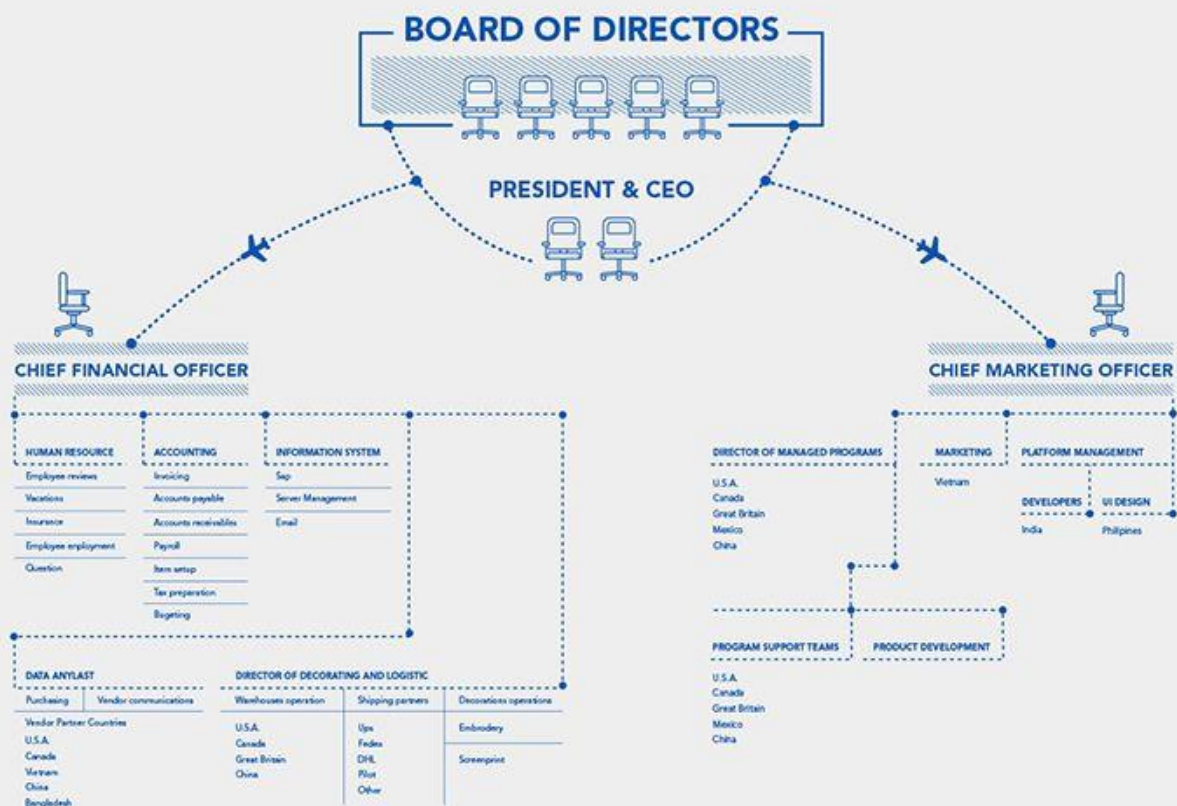 BOARD OF DIRECTORS
PRESIDENT & CEO
CHIEF FINANCIAL OFFICER
HUMAN RESOURCE
Employee reviews
Vacations
Insurance
Employee enployment
Question
ACCOUNTING
Invoicing
Accounts payable
Accounts receivables
Payroll
Item setup
Tax preparation
Bugeting
INFORMATION SYSTEM
Sap
Server Management
Email
DATA ANYLAST
Purchasing
Vendor communications
Vendor Partner Countries
U.S.A.
Canada
Vietnam
China
Bangladesh
DIRECTOR OF DECORATING AND LOGISTIC
Warehouses operation
U.S.A.
Canada
Great Britain
China
Shipping partners
Ups
Fedex
DHL
Pilot
Other
Decorations operations
Embrodery
Screenprint
CHIEF MARKETING OFFICER
DIRECTOR OF MANAGED PROGRAMS
U.S.A.
Canada
Great Britain
Mexico
China
MARKETING
Vietnam
PLATFORM MANAGEMENT
DEVELOPERS
India
UI DESIGN
Philipines
PROGRAM SUPPORT TEAMS
U.S.A.
Canada
Great Britain
Mexico
China
PRODUCT DEVELOPMENT